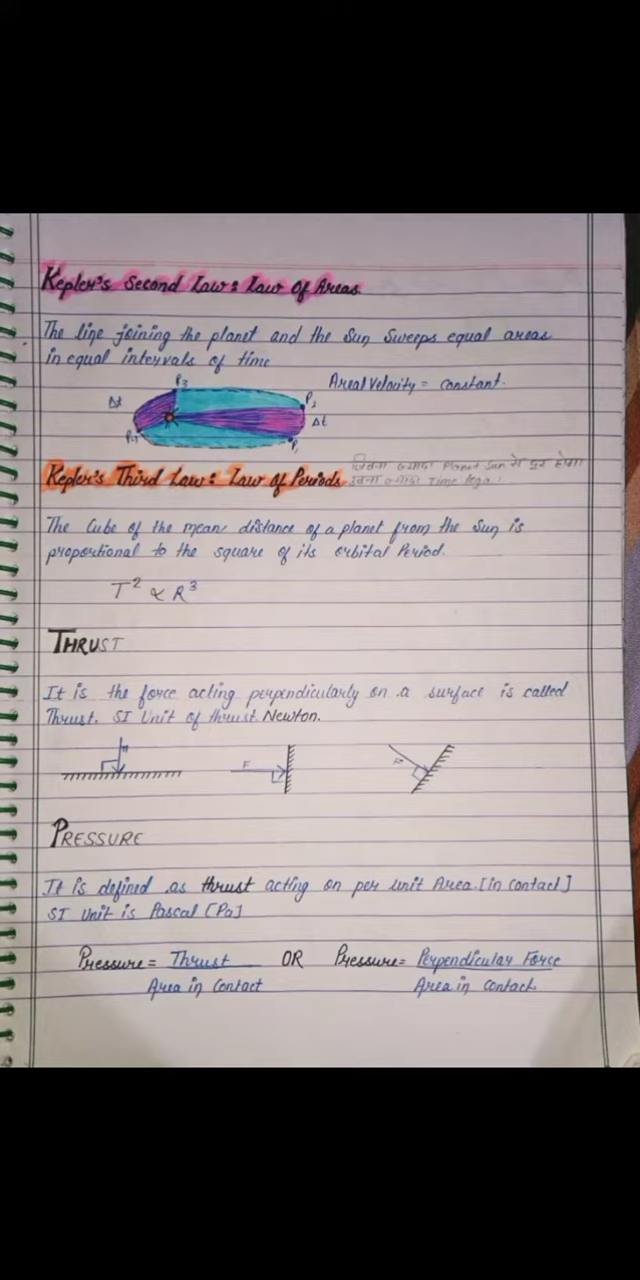 Kepler's Second Law: Law Of Areas
The line joining the planet and the Sun sweeps equal areas
in equal intervals of time
Areal velocity = constant.
P3
Δt
P2
Δt
P1
Kepler's Third Law: Law of Periods
जितना ज्यादा Planet Sun से दूर होगा
उतना ज्यादा Time लेगा।
The Cube of the mean distance of a planet from the Sun is
proportional to the square of its orbital Period.
T² ∝ R³
THRUST
It is the force acting perpendicularly on a surface is called
Thrust. SI Unit of thrust Newton.
F
F
PRESSURE
It is defined as thrust acting on per unit Area [in contact]
SI unit is Pascal [Pa]
Pressure = Thrust OR Pressure = Perpendicular Force
Area in Contact Area in Contact